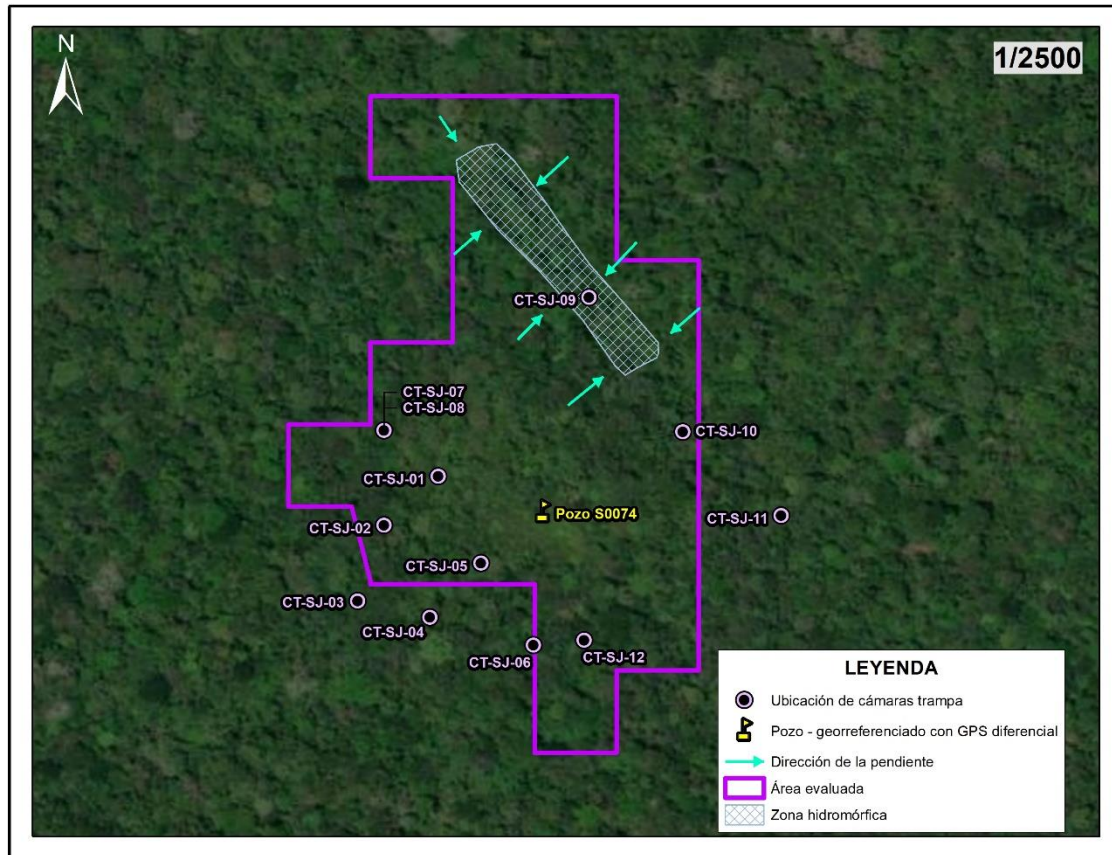 N
1/2500
CT-SJ-09
CT-SJ-07
CT-SJ-08
CT-SJ-10
CT-SJ-01
Pozo S0074
CT-SJ-11
CT-SJ-02
CT-SJ-05
CT-SJ-03
CT-SJ-04
CT-SJ-06
CT-SJ-12
LEYENDA
Ubicación de cámaras trampa
Pozo - georreferenciado con GPS diferencial
Dirección de la pendiente
Área evaluada
Zona hidromórfica